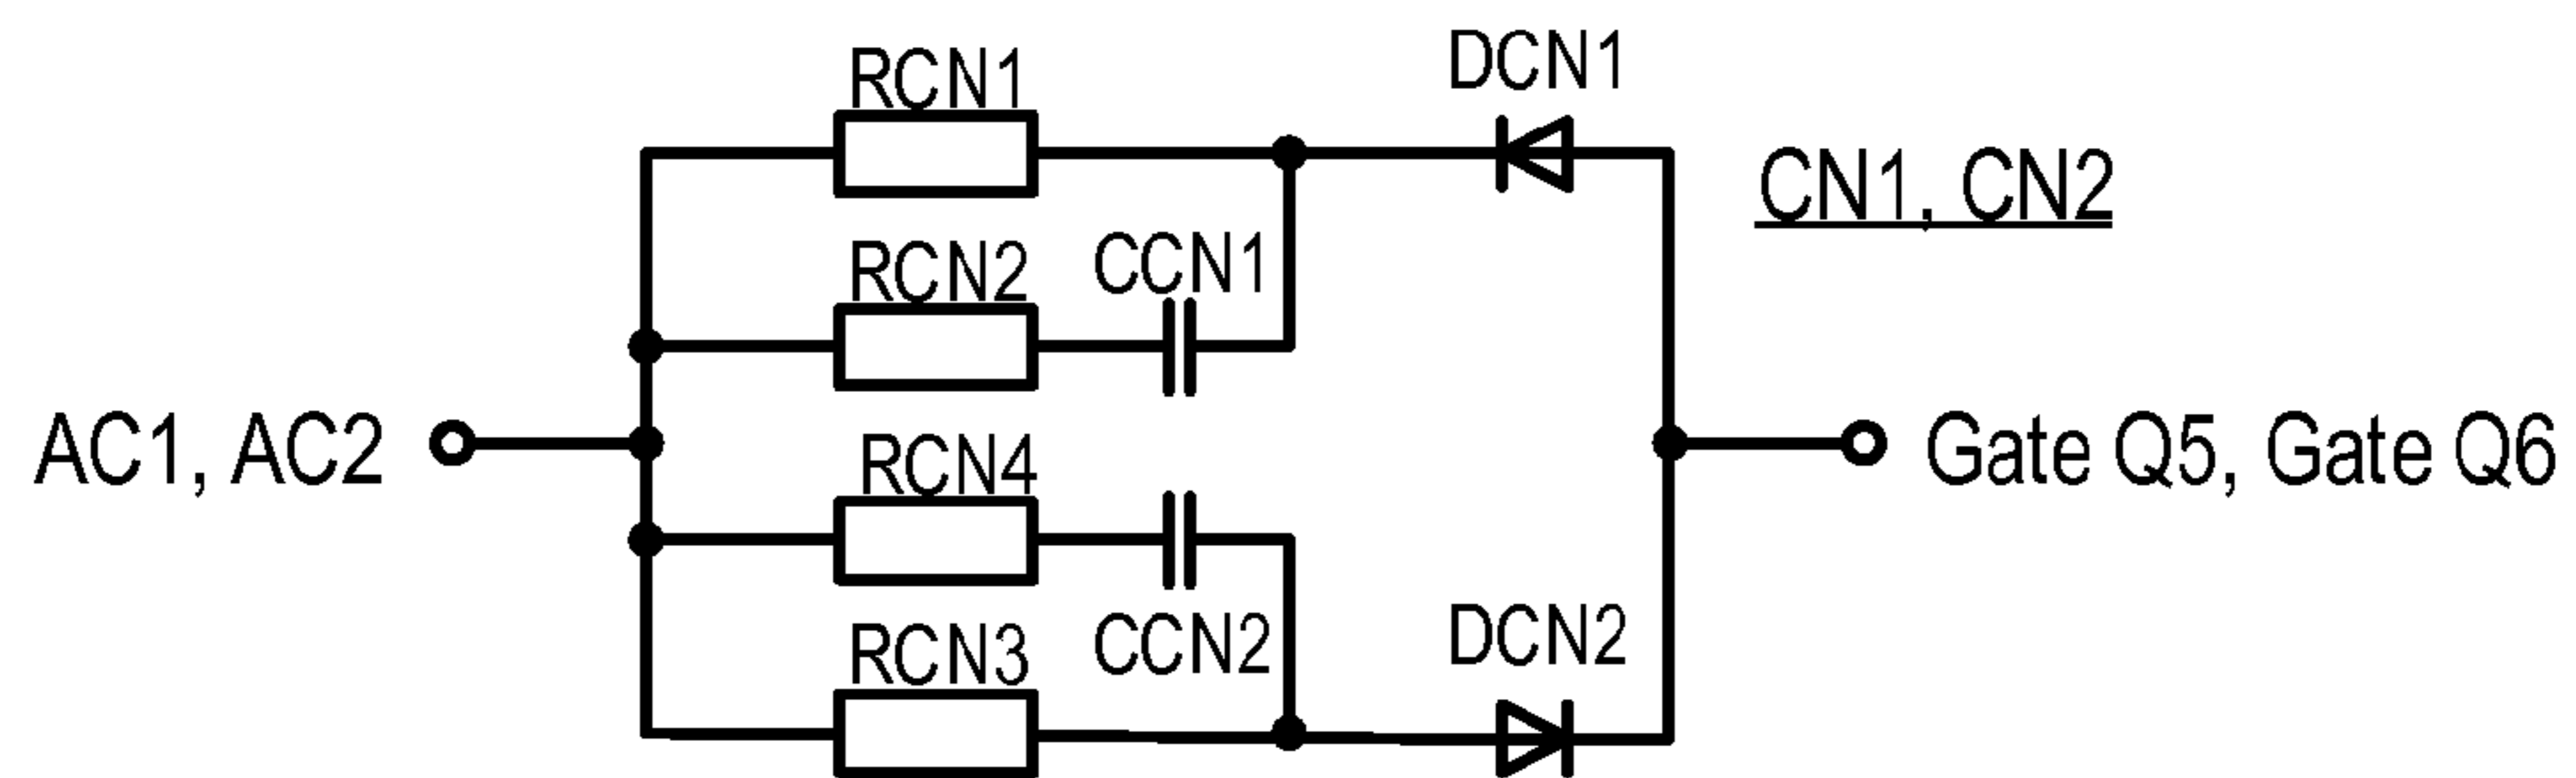 RCN1
DCN1
CN1, CN2
RCN2
CCN1
AC1, AC2
RCN4
Gate Q5, Gate Q6
RCN3
CCN2
DCN2